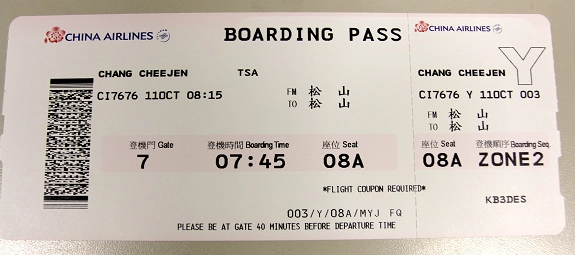 CHINA AIRLINES
BOARDING PASS
CHINA AIRLINES
CHANG CHEEJEN TSA
CI7676 11OCT 08:15
FM 松 山
TO 松 山
登機門 Gate 登機時間 Boarding Time 座位 Seat
7 07:45 08A
*FLIGHT COUPON REQUIRED*
003/Y/08A/MYJ FQ
PLEASE BE AT GATE 40 MINUTES BEFORE DEPARTURE TIME
CHANG CHEEJEN
Y
CI7676 Y 11OCT 003
FM 松 山
TO 松 山
座位 Seat 登機順序 Boarding Seq.
08A ZONE2
KB3DES